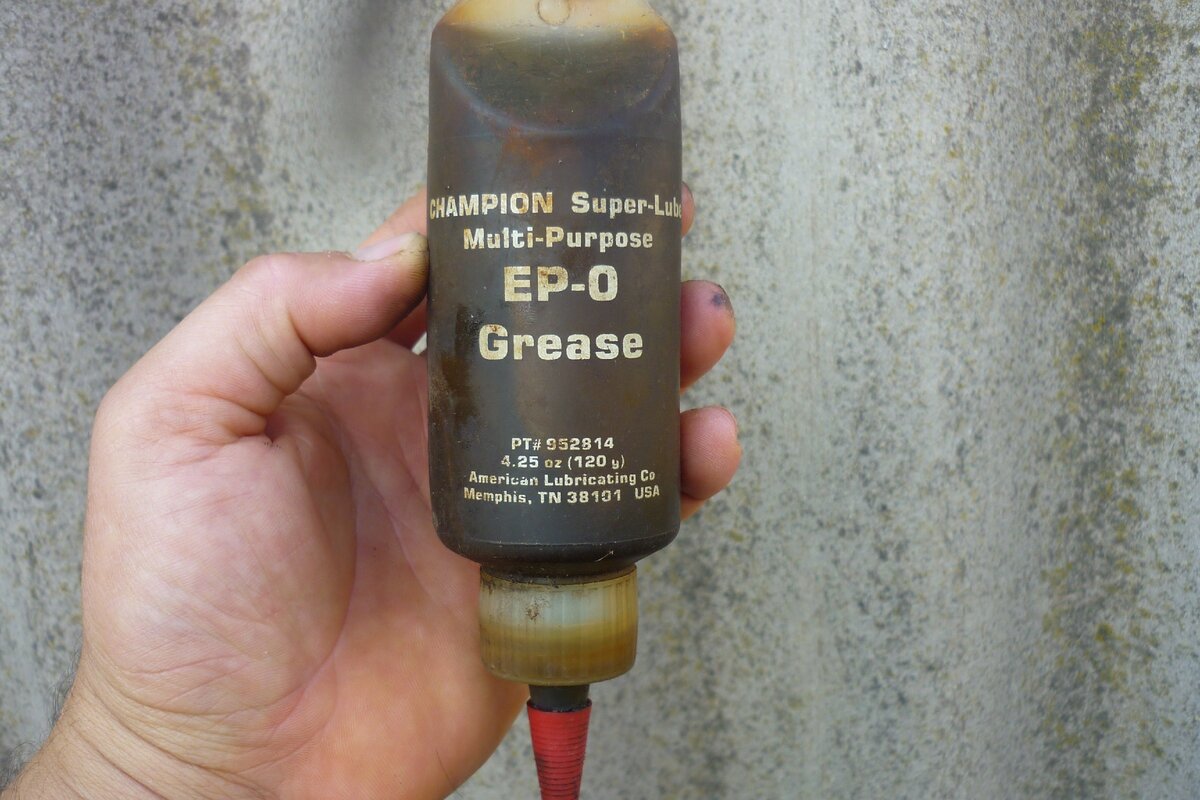 CHAMPION Super-Lube
Multi-Purpose
EP-0
Grease
PT# 952814
4.25 oz (120 g)
American Lubricating Co
Memphis, TN 38101 USA